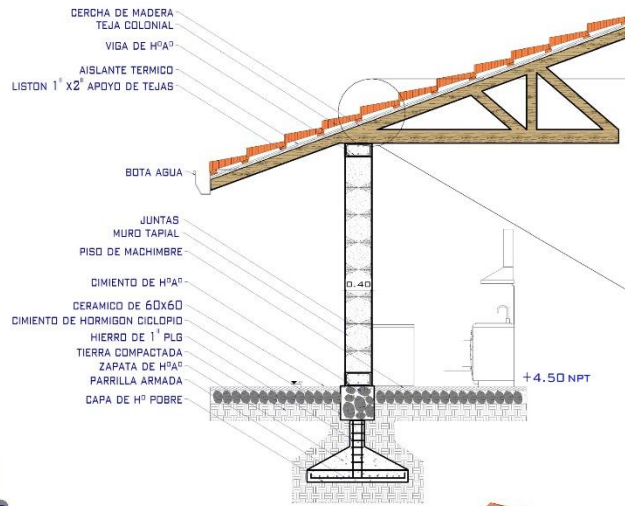 CERCHA DE MADERA
TEJA COLONIAL
VIGA DE HºAº
AISLANTE TERMICO
LISTON 1" X2" APOYO DE TEJAS
BOTA AGUA
JUNTAS
MURO TAPIAL
PISO DE MACHIMBRE
0.40
CIMIENTO DE HºAº
CERAMICO DE 60X60
CIMIENTO DE HORMIGON CICLOPIO
HIERRO DE 1" PLG
TIERRA COMPACTADA
ZAPATA DE HºAº
PARRILLA ARMADA
CAPA DE Hº POBRE
+4.50 NPT